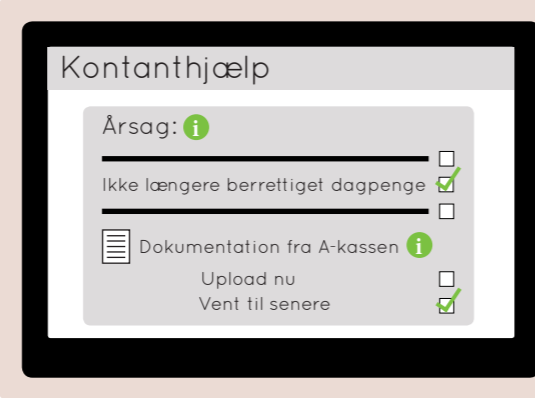 Kontanthjælp
Årsag: i
Ikke længere berrettiget dagpenge
Dokumentation fra A-kassen i
Upload nu
Vent til senere